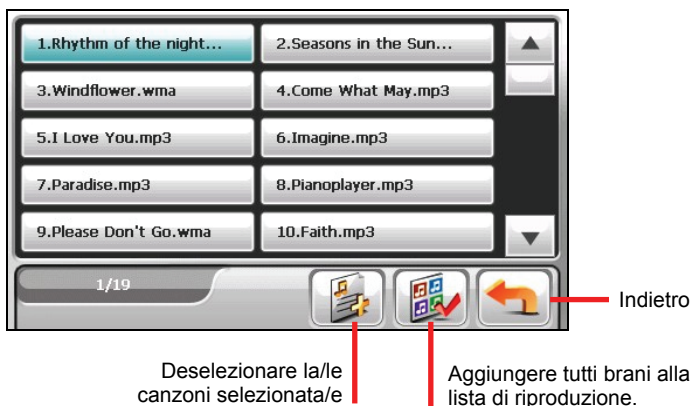 1.Rhythm of the night...
2.Seasons in the Sun...
3.Windflower.wma
4.Come What May.mp3
5.I Love You.mp3
6.Imagine.mp3
7.Paradise.mp3
8.Pianoplayer.mp3
9.Please Don't Go.wma
10.Faith.mp3
1/19
Indietro
Deselezionare la/le
canzoni selezionata/e
Aggiungere tutti brani alla
lista di riproduzione.